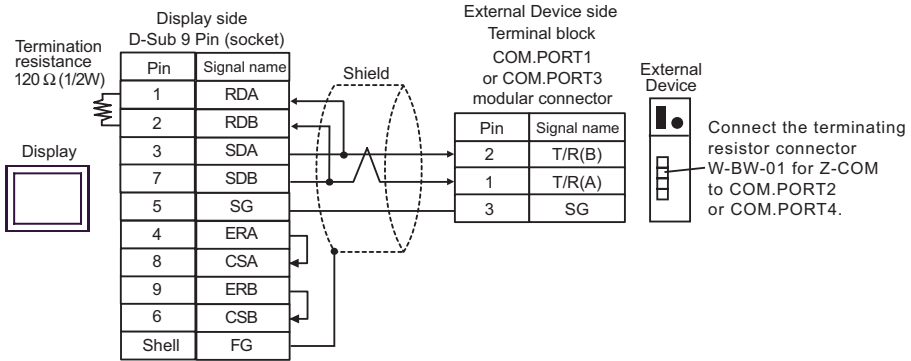 Display side
D-Sub 9 Pin (socket)
Termination
resistance
120 Ω (1/2W)
Pin Signal name
1 RDA
2 RDB
3 SDA
7 SDB
5 SG
4 ERA
8 CSA
9 ERB
6 CSB
Shell FG
Display
Shield
External Device side
Terminal block
COM.PORT1
or COM.PORT3
modular connector
Pin Signal name
2 T/R(B)
1 T/R(A)
3 SG
External
Device
Connect the terminating
resistor connector
W-BW-01 for Z-COM
to COM.PORT2
or COM.PORT4.